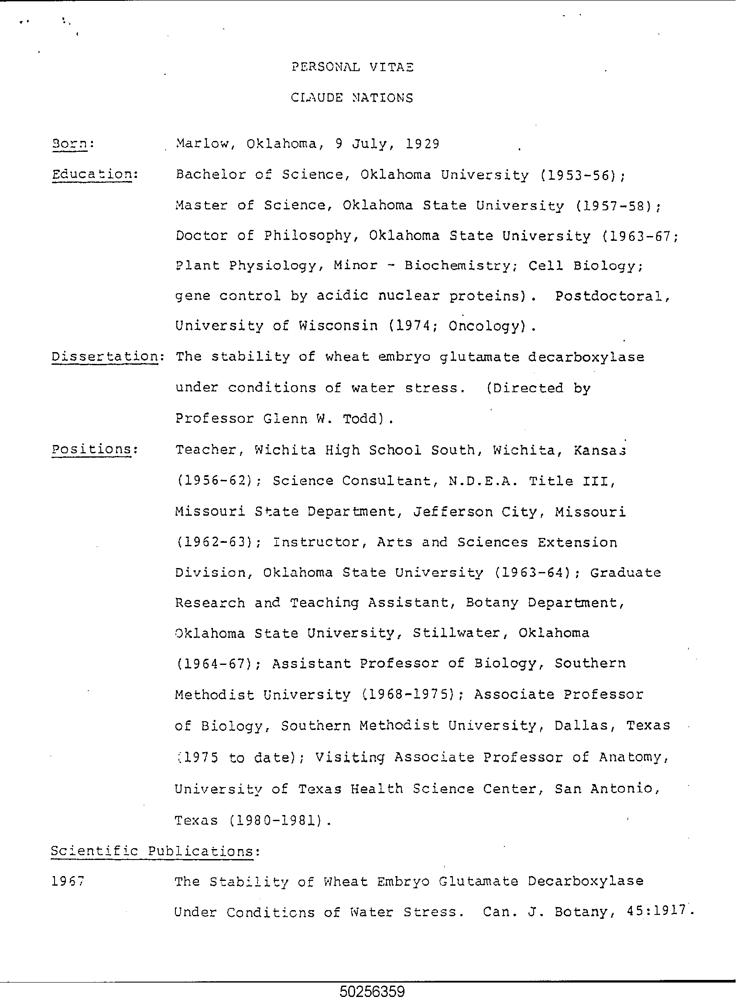 PERSONAL VITAE
CLAUDE NATIONS
Born: Marlow, Oklahoma, 9 July, 1929
Education: Bachelor of Science, Oklahoma University (1953-56);
Master of Science, Oklahoma State University (1957-58);
Doctor of Philosophy, Oklahoma State University (1963-67;
Plant Physiology, Minor - Biochemistry; Cell Biology;
gene control by acidic nuclear proteins). Postdoctoral,
University of Wisconsin (1974; Oncology).
Dissertation: The stability of wheat embryo glutamate decarboxylase
under conditions of water stress. (Directed by
Professor Glenn W. Todd).
Positions: Teacher, Wichita High School South, Wichita, Kansas
(1956-62); Science Consultant, N.D.E.A. Title III,
Missouri State Department, Jefferson City, Missouri
(1962-63); Instructor, Arts and Sciences Extension
Division, Oklahoma State University (1963-64); Graduate
Research and Teaching Assistant, Botany Department,
Oklahoma State University, Stillwater, Oklahoma
(1964-67); Assistant Professor of Biology, Southern
Methodist University (1968-1975); Associate Professor
of Biology, Southern Methodist University, Dallas, Texas
(1975 to date); Visiting Associate Professor of Anatomy,
University of Texas Health Science Center, San Antonio,
Texas (1980-1981).
Scientific Publications:
1967 The Stability of Wheat Embryo Glutamate Decarboxylase
Under Conditions of Water Stress. Can. J. Botany, 45:1917.
50256359